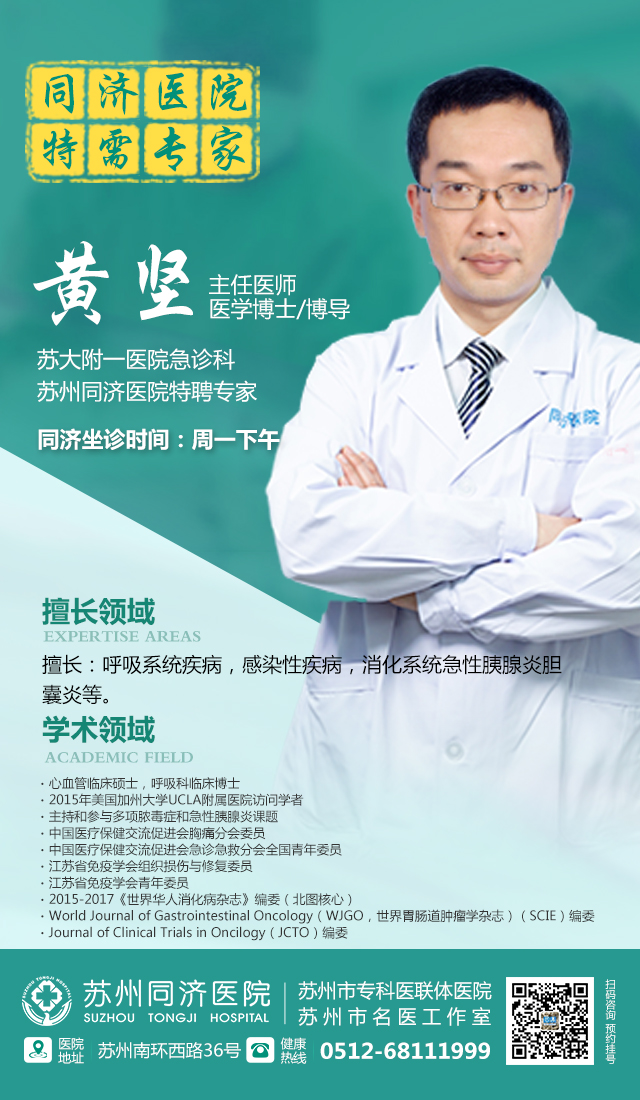 同济医院
特需专家
黄坚
主任医师
医学博士/博导
苏大附一医院急诊科
苏州同济医院特聘专家
同济坐诊时间：周一下午
同济医院
擅长领域
EXPERTISE AREAS
擅长：呼吸系统疾病，感染性疾病，消化系统急性胰腺炎胆
囊炎等。
学术领域
ACADEMIC FIELD
· 心血管临床硕士，呼吸科临床博士
· 2015年美国加州大学UCLA附属医院访问学者
· 主持和参与多项脓毒症和急性胰腺炎课题
· 中国医疗保健交流促进会胸痛分会委员
· 中国医疗保健交流促进会急诊急救分会全国青年委员
· 江苏省免疫学会组织损伤与修复委员
· 江苏省免疫学会青年委员
· 2015-2017《世界华人消化病杂志》编委（北图核心）
· World Journal of Gastrointestinal Oncology（WJGO，世界胃肠道肿瘤学杂志）（SCIE）编委
· Journal of Clinical Trials in Oncilogy（JCTO）编委
SUZHOU TONGJI HOSPITAL
苏州同济医院
SUZHOU TONGJI HOSPITAL
苏州市专科医联体医院
苏州市名医工作室
医院
地址
苏州南环西路36号
健康
热线
0512-68111999
扫码咨询 预约挂号